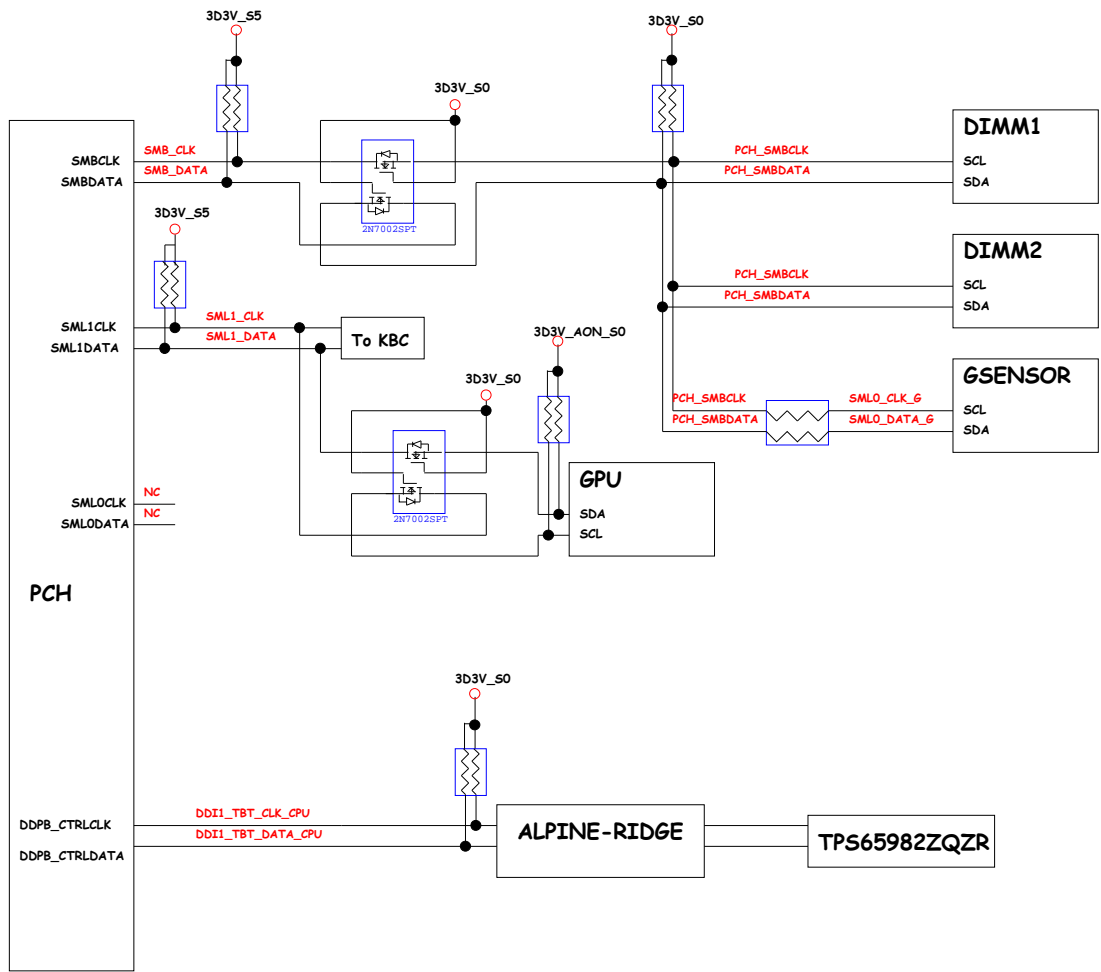 3D3V_S5
3D3V_S0
3D3V_S0
DIMM1
SMBCLK
SMB_CLK
PCH_SMBCLK
SCL
SMBDATA
SMB_DATA
PCH_SMBDATA
SDA
3D3V_S5
2N7002SPT
DIMM2
PCH_SMBCLK
SCL
PCH_SMBDATA
SDA
SML1CLK
SML1_CLK
SML1DATA
SML1_DATA
To KBC
3D3V_AON_S0
3D3V_S0
GSENSOR
PCH_SMBCLK
SML0_CLK_G
SCL
PCH_SMBDATA
SML0_DATA_G
SDA
GPU
SDA
SCL
2N7002SPT
NC
SML0CLK
NC
SML0DATA
PCH
3D3V_S0
DDPB_CTRLCLK
DDI1_TBT_CLK_CPU
DDI1_TBT_DATA_CPU
DDPB_CTRLDATA
ALPINE-RIDGE
TPS65982ZQZR